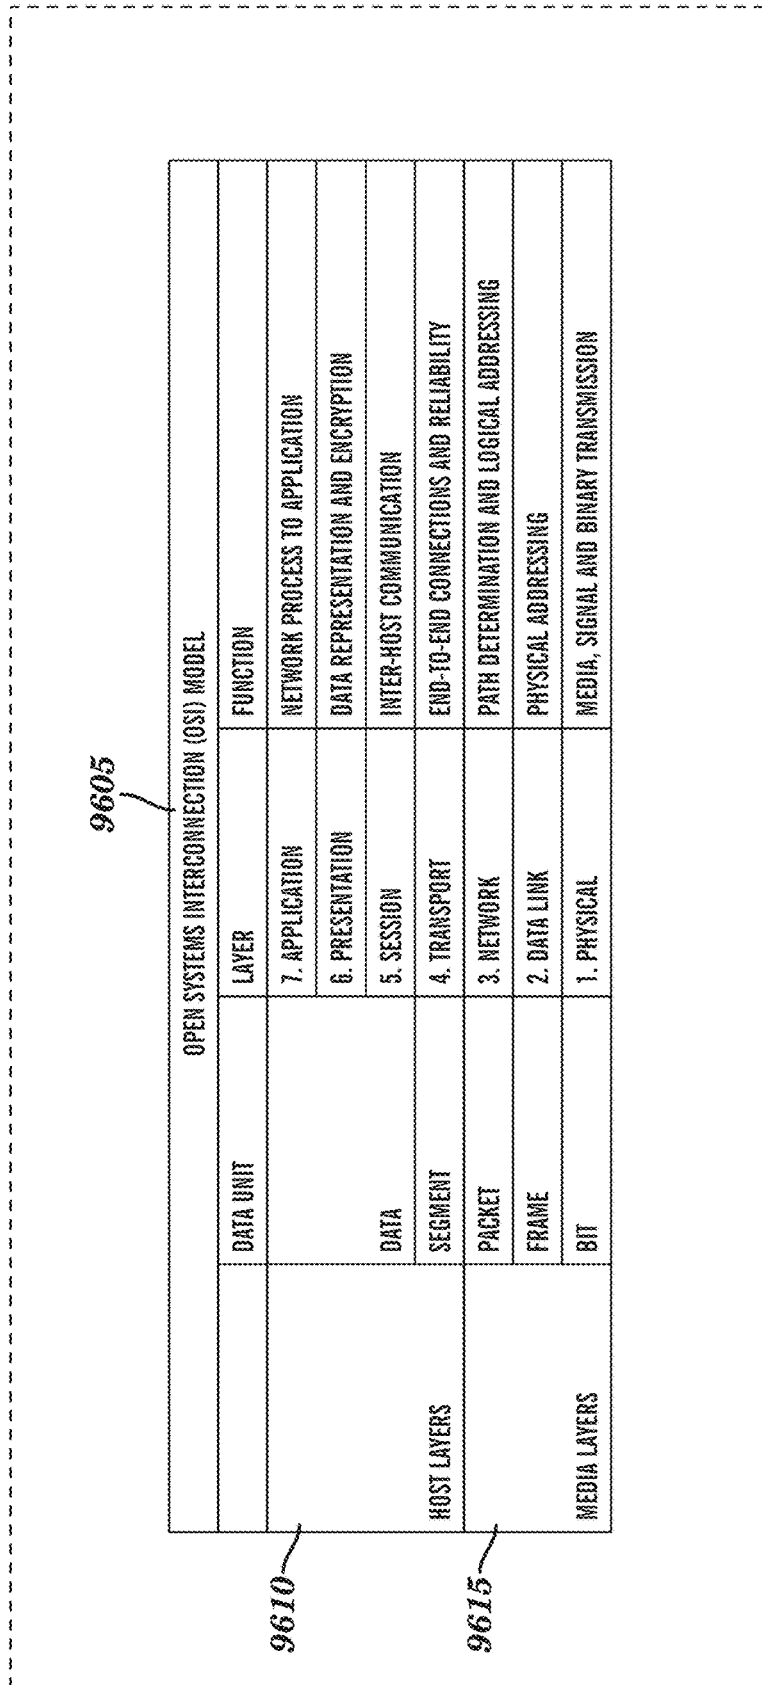 9605
OPEN SYSTEMS INTERCONNECTION (OSI) MODEL
DATA UNIT LAYER FUNCTION
9610
HOST LAYERS
DATA
7. APPLICATION NETWORK PROCESS TO APPLICATION
6. PRESENTATION DATA REPRESENTATION AND ENCRYPTION
5. SESSION INTER-HOST COMMUNICATION
SEGMENT 4. TRANSPORT END-TO-END CONNECTIONS AND RELIABILITY
9615
MEDIA LAYERS
PACKET 3. NETWORK PATH DETERMINATION AND LOGICAL ADDRESSING
FRAME 2. DATA LINK PHYSICAL ADDRESSING
BIT 1. PHYSICAL MEDIA, SIGNAL AND BINARY TRANSMISSION